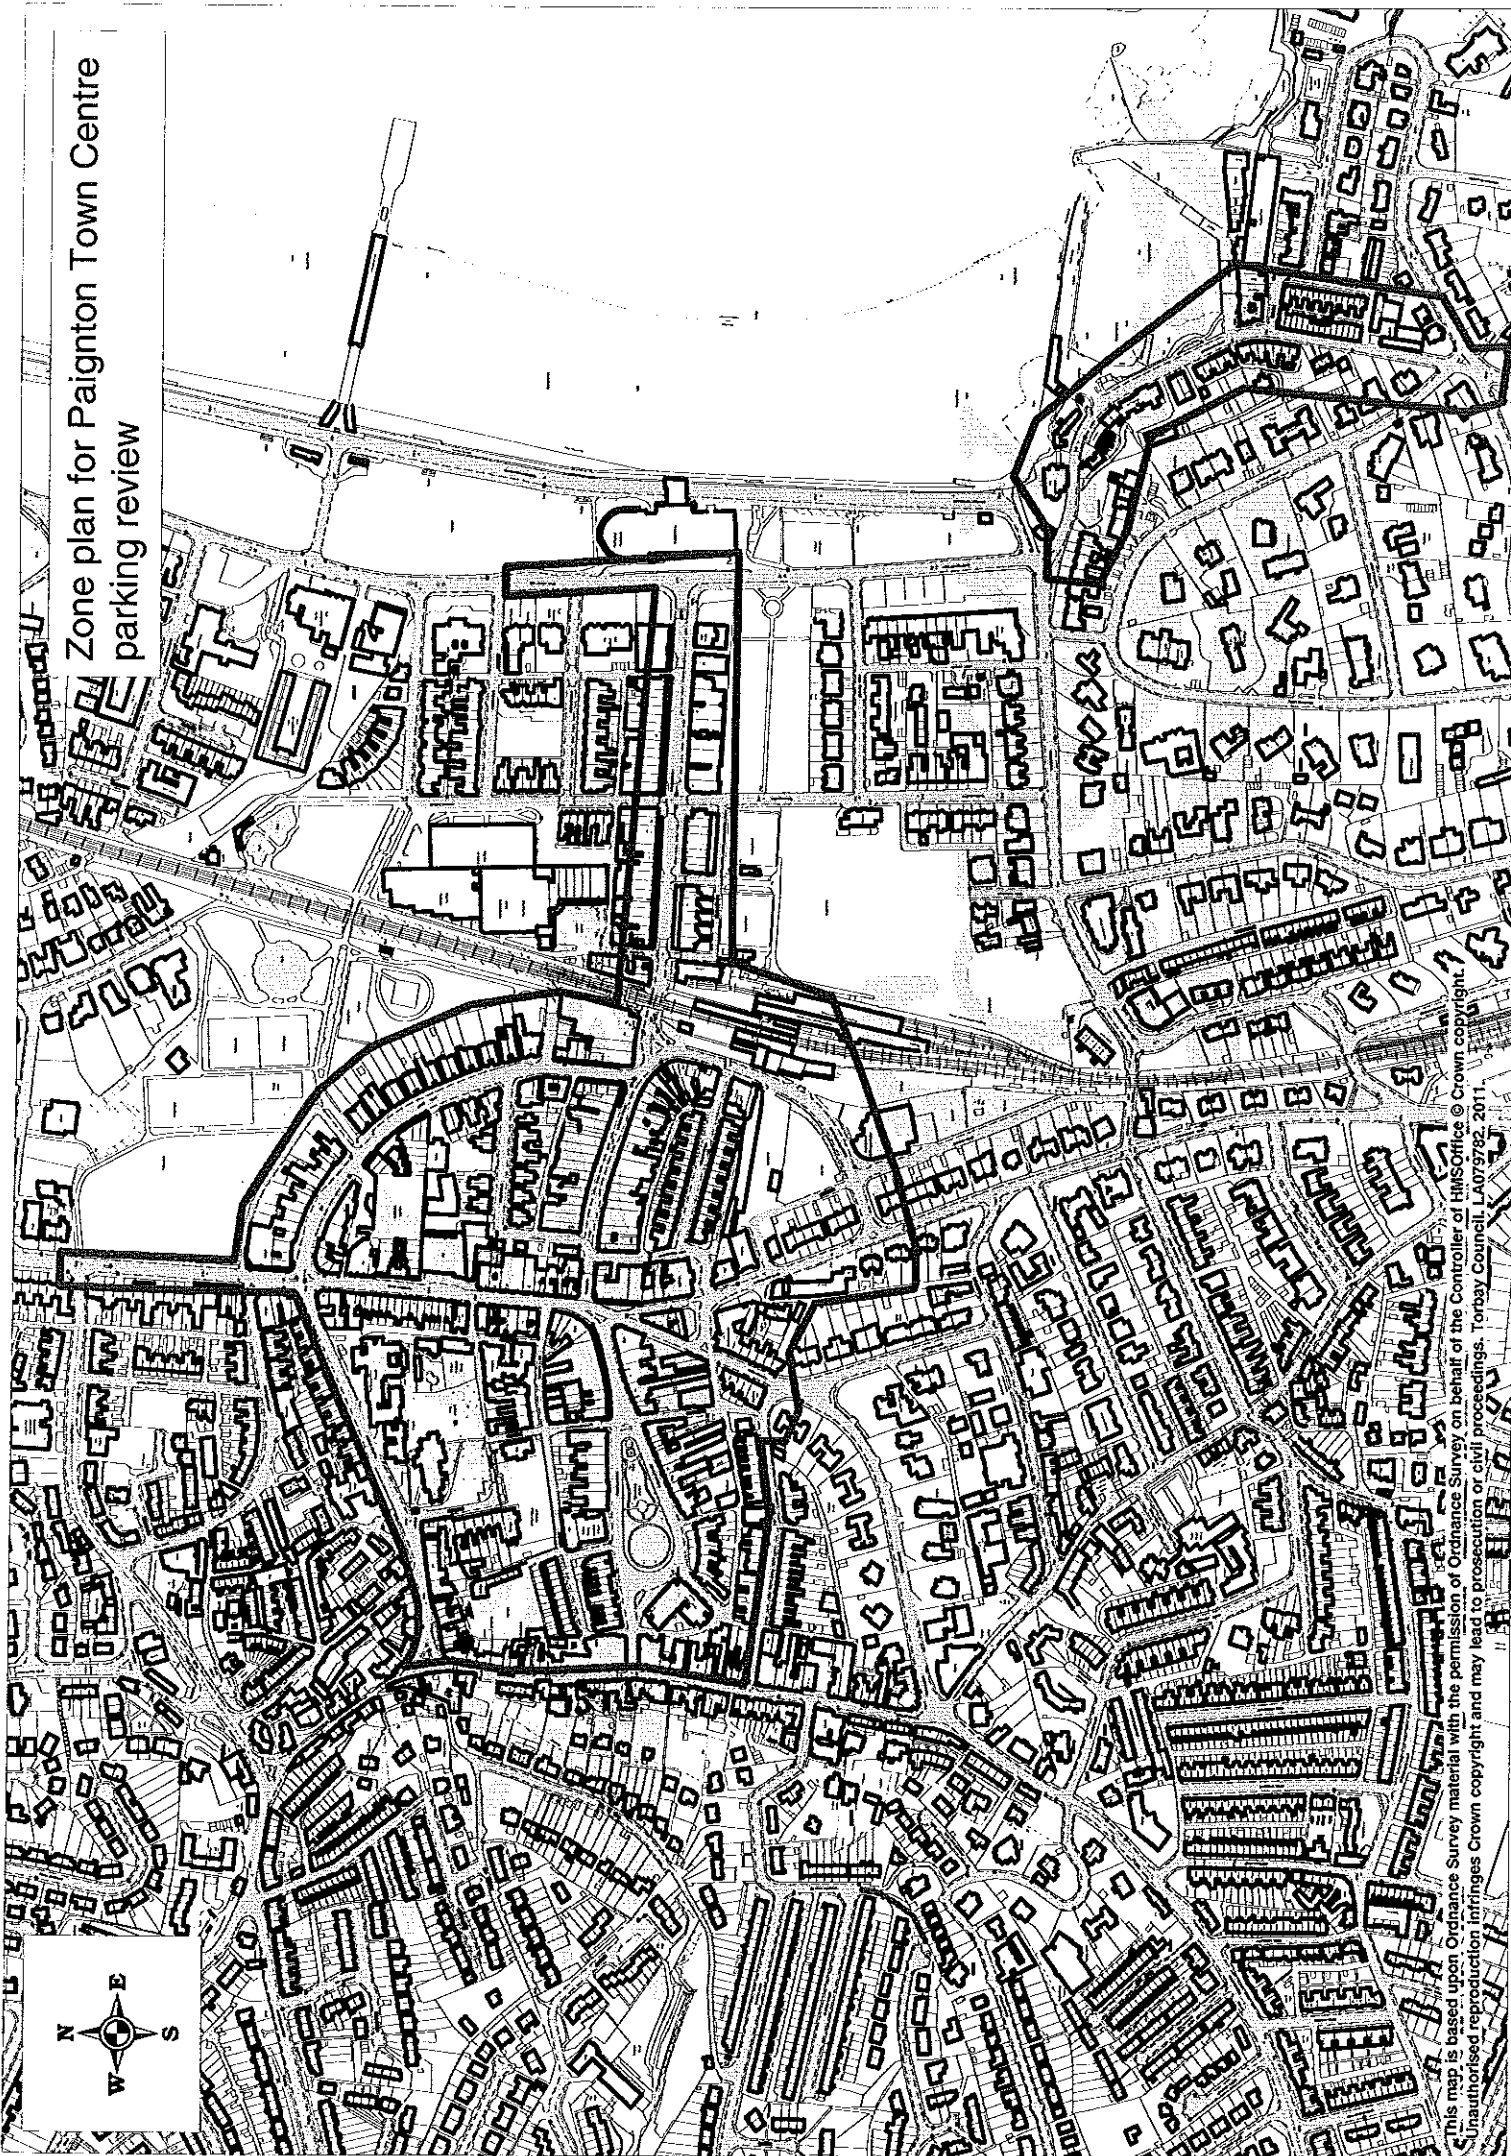 Zone plan for Paignton Town Centre
parking review
N
W
E
S
This map is based upon Ordnance Survey material with the permission of Ordnance Survey on behalf of the Controller of HMSOffice © Crown copyright.
Unauthorised reproduction infringes Crown copyright and may lead to prosecution or civil proceedings. Torbay Council. LA079782. 2011.